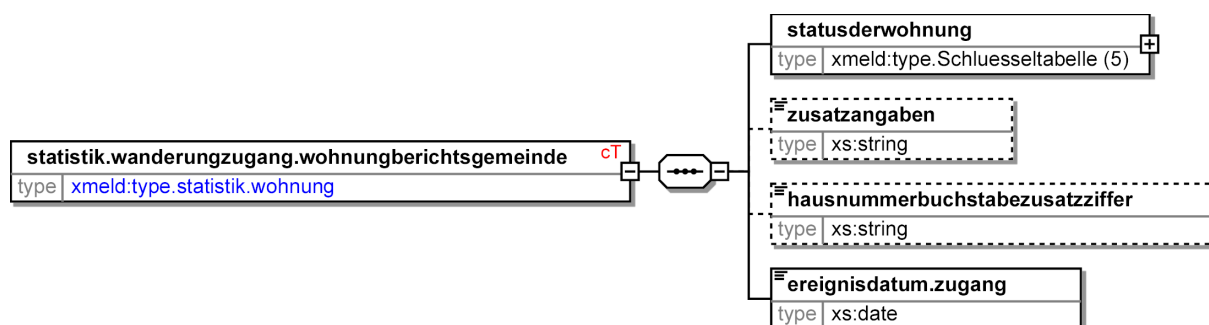 statistik.wanderungzugang.wohnungberichtsgemeinde cT
type xmeld:type.statistik.wohnung
statusderwohnung
type xmeld:type.Schluesseltabelle (5)
zusatzangaben
type xs:string
hausnummerbuchstabezusatzziffer
type xs:string
ereignisdatum.zugang
type xs:date